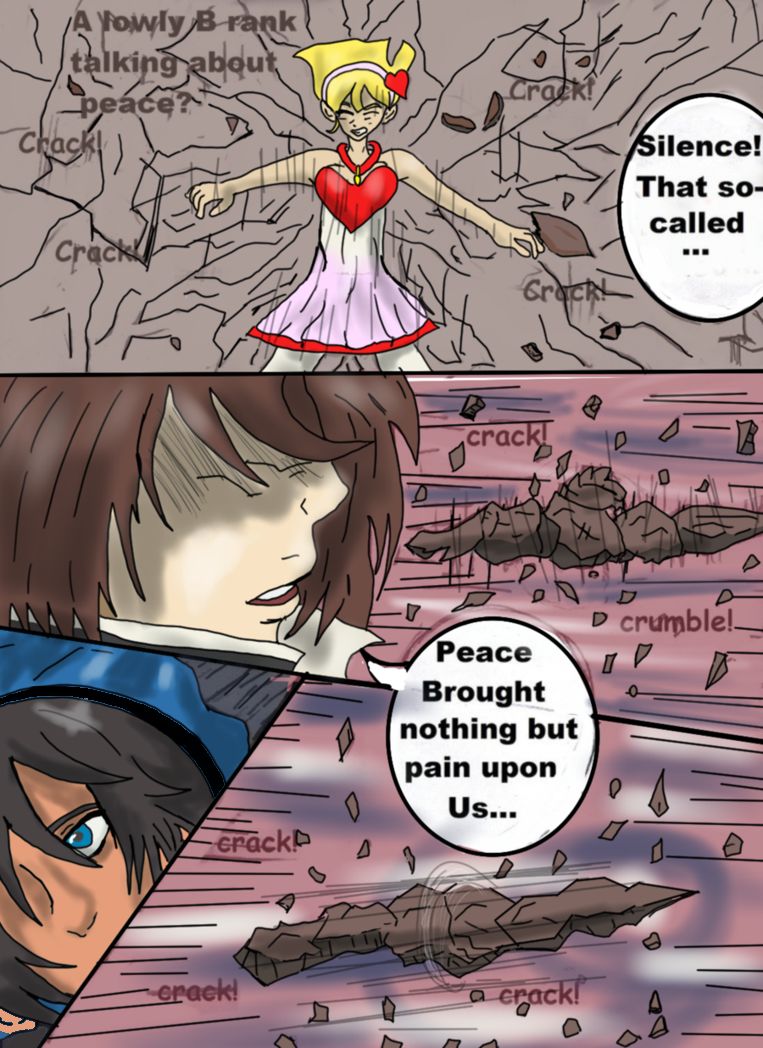 A lowly B rank
talking about
peace?
Crack!
Crack!
Silence!
That so-
called
...
Crack!
Crack!
crack!
crumble!
Peace
Brought
nothing but
pain upon
Us...
crack!
crack!
crack!